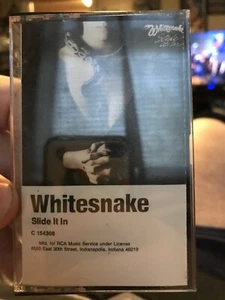 Whitesnake
Whitesnake
Slide It In
C 154308
Mfd. for RCA Music Service under License
6550 East 30th Street, Indianapolis, Indiana 46219